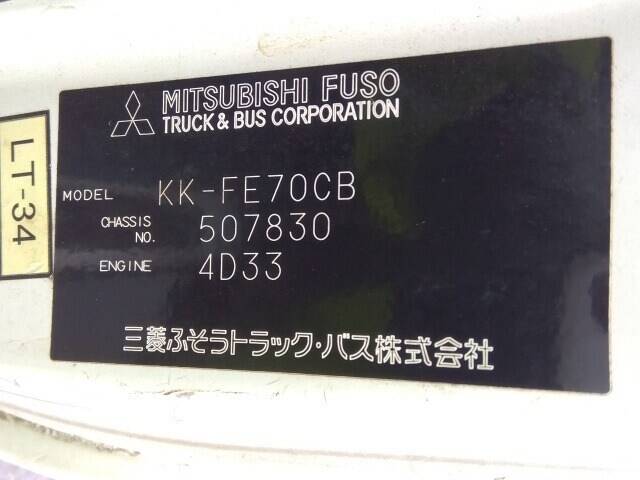 MITSUBISHI FUSO
TRUCK & BUS CORPORATION
MODEL KK-FE70CB
CHASSIS NO. 507830
ENGINE 4D33
三菱ふそうトラック・バス株式会社
LT-34